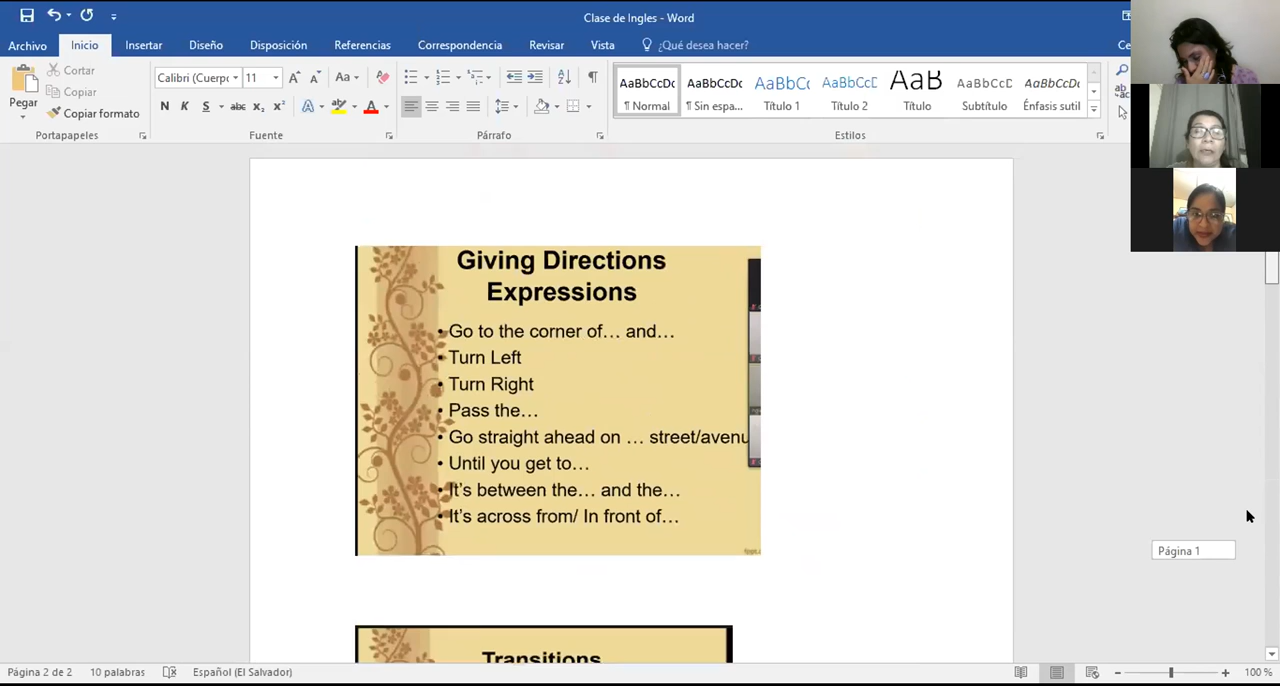 Clase de Ingles - Word
Archivo Inicio Insertar Diseño Disposición Referencias Correspondencia Revisar Vista ¿Qué desea hacer?
Pegar
Cortar
Copiar
Copiar formato
Calibri (Cuerpo 11
AaBbCcDc AaBbCcDc AaBbCc AaBbCcD AaB AaBbCcC AaBbCcDc
¶ Normal ¶ Sin espa... Título 1 Título 2 Título Subtítulo Énfasis sutil
Portapapeles Fuente Párrafo Estilos
Giving Directions
Expressions
• Go to the corner of… and…
• Turn Left
• Turn Right
• Pass the…
• Go straight ahead on … street/avenu
• Until you get to…
• It's between the… and the…
• It's across from/ In front of…
Página 1
Transitions
Página 2 de 2 10 palabras Español (El Salvador) 100 %